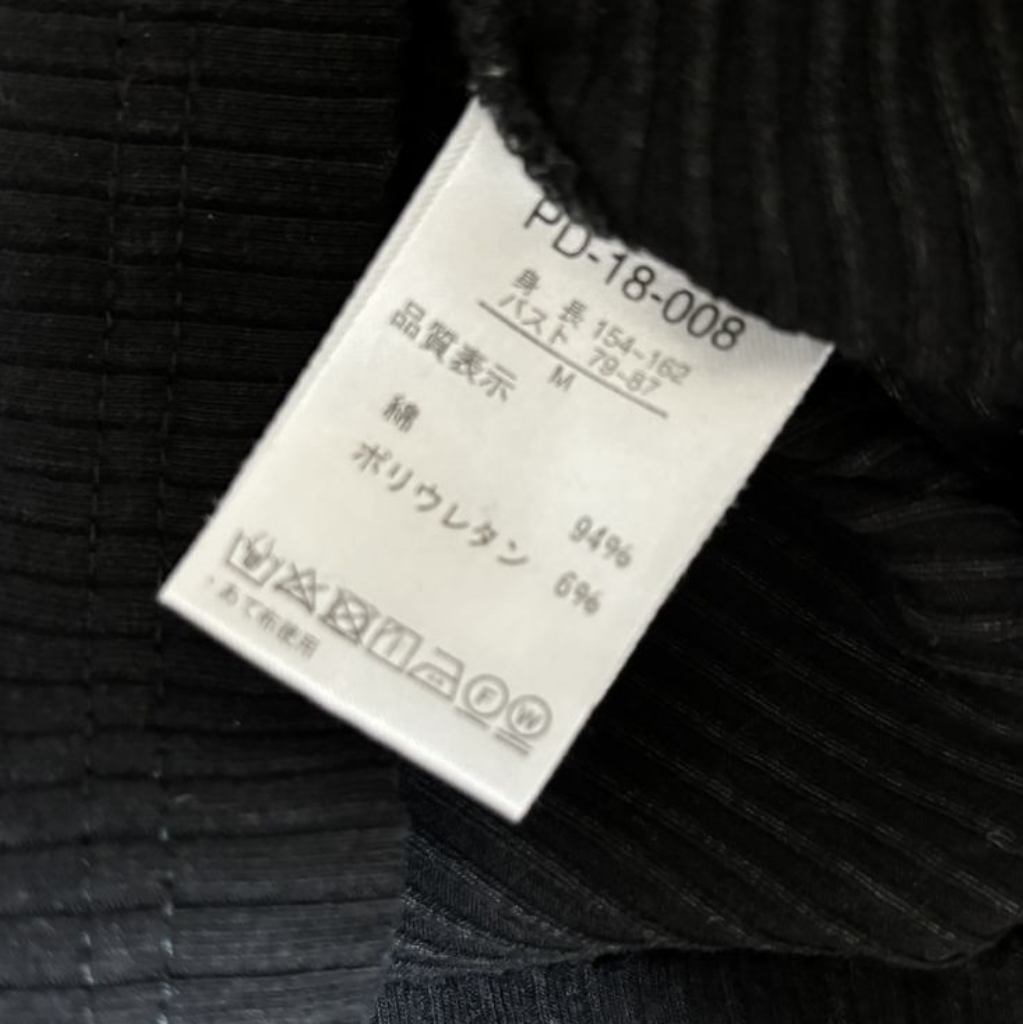 PD-18-008
身 長 154~162
バスト 79~87
M
品質表示
綿 94%
ポリウレタン 6%
F W
・あて布使用